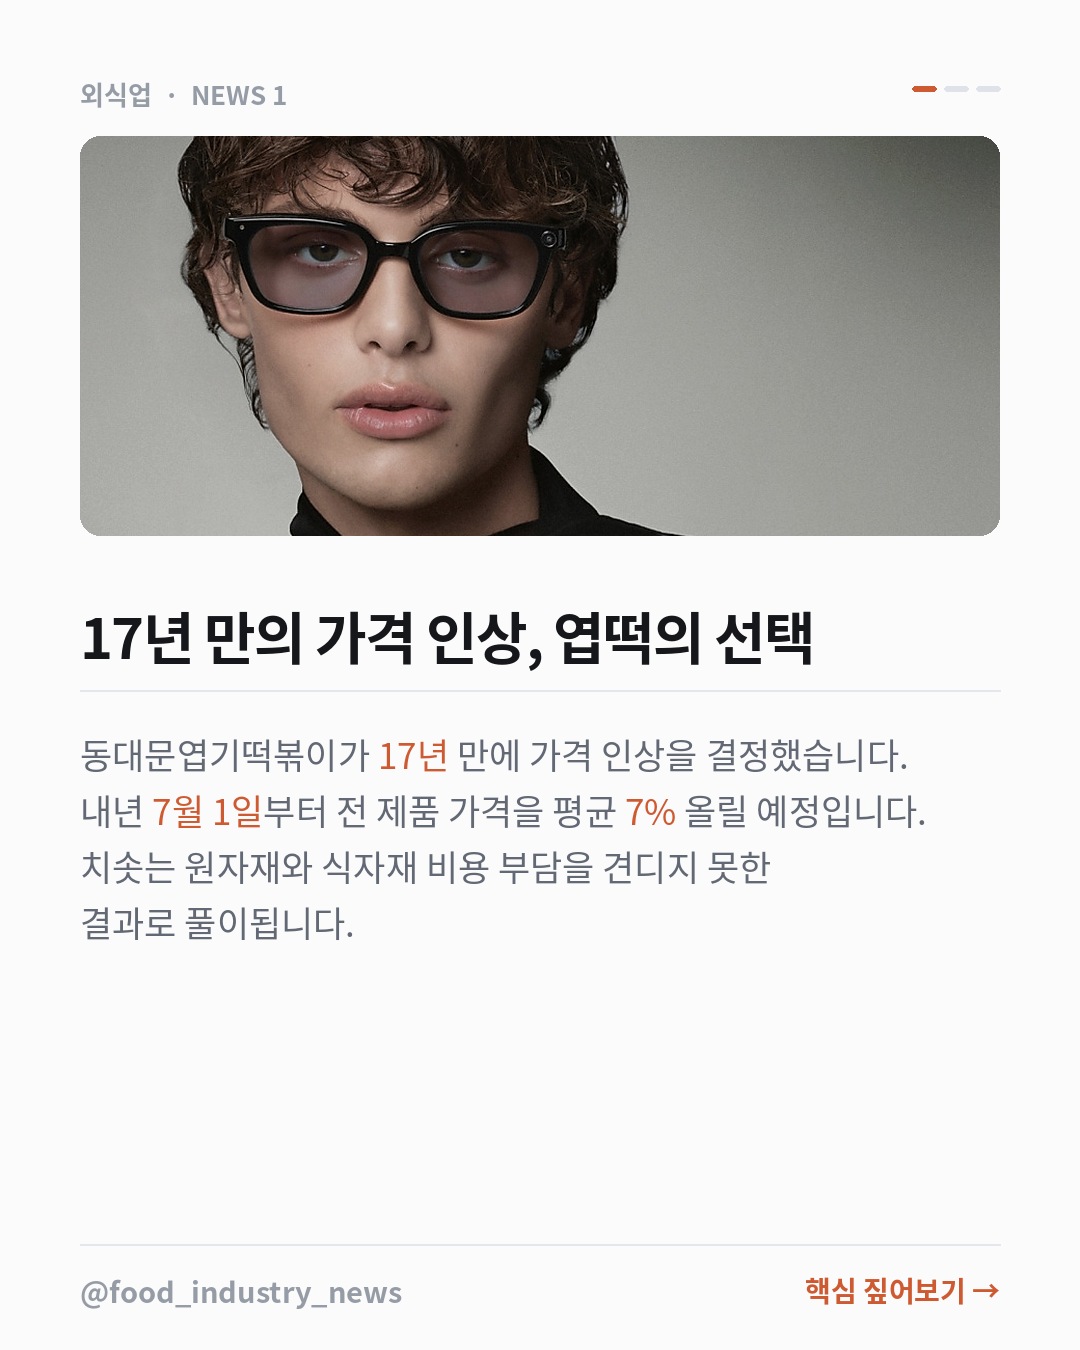 외식업 · NEWS 1
17년 만의 가격 인상, 엽떡의 선택
동대문엽기떡볶이가 17년 만에 가격 인상을 결정했습니다.
내년 7월 1일부터 전 제품 가격을 평균 7% 올릴 예정입니다.
치솟는 원자재와 식자재 비용 부담을 견디지 못한
결과로 풀이됩니다.
@food_industry_news
핵심 짚어보기 →